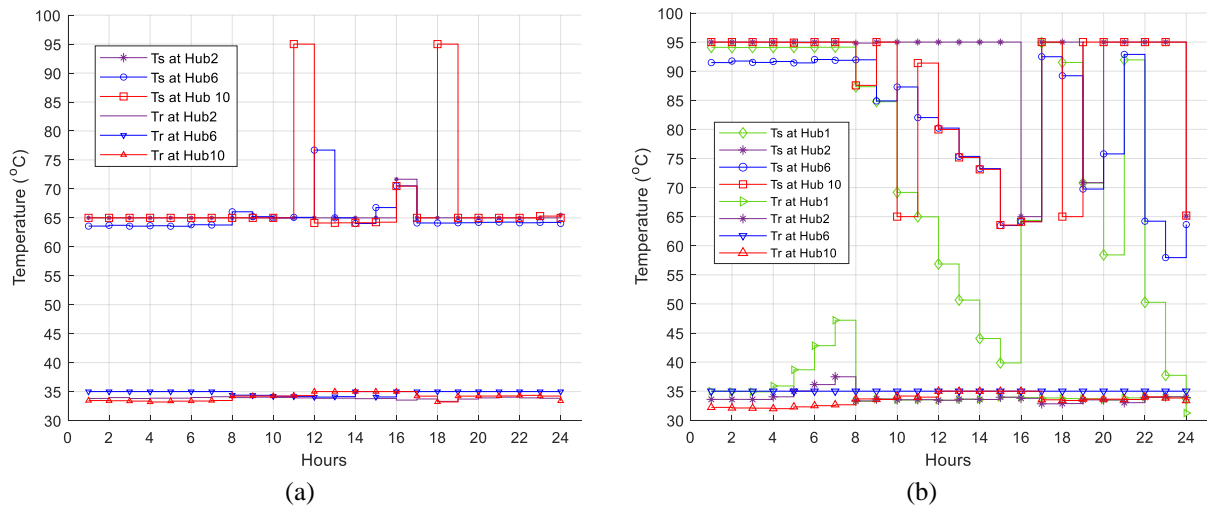 100
95
90
85
80
75
70
65
60
55
50
45
40
35
30
Temperature (°C)
Ts at Hub2
Ts at Hub6
Ts at Hub 10
Tr at Hub2
Tr at Hub6
Tr at Hub10
0 2 4 6 8 10 12 14 16 18 20 22 24
Hours
(a)
100
95
90
85
80
75
70
65
60
55
50
45
40
35
30
Temperature (°C)
Ts at Hub1
Ts at Hub2
Ts at Hub6
Ts at Hub 10
Tr at Hub1
Tr at Hub2
Tr at Hub6
Tr at Hub10
0 2 4 6 8 10 12 14 16 18 20 22 24
Hours
(b)